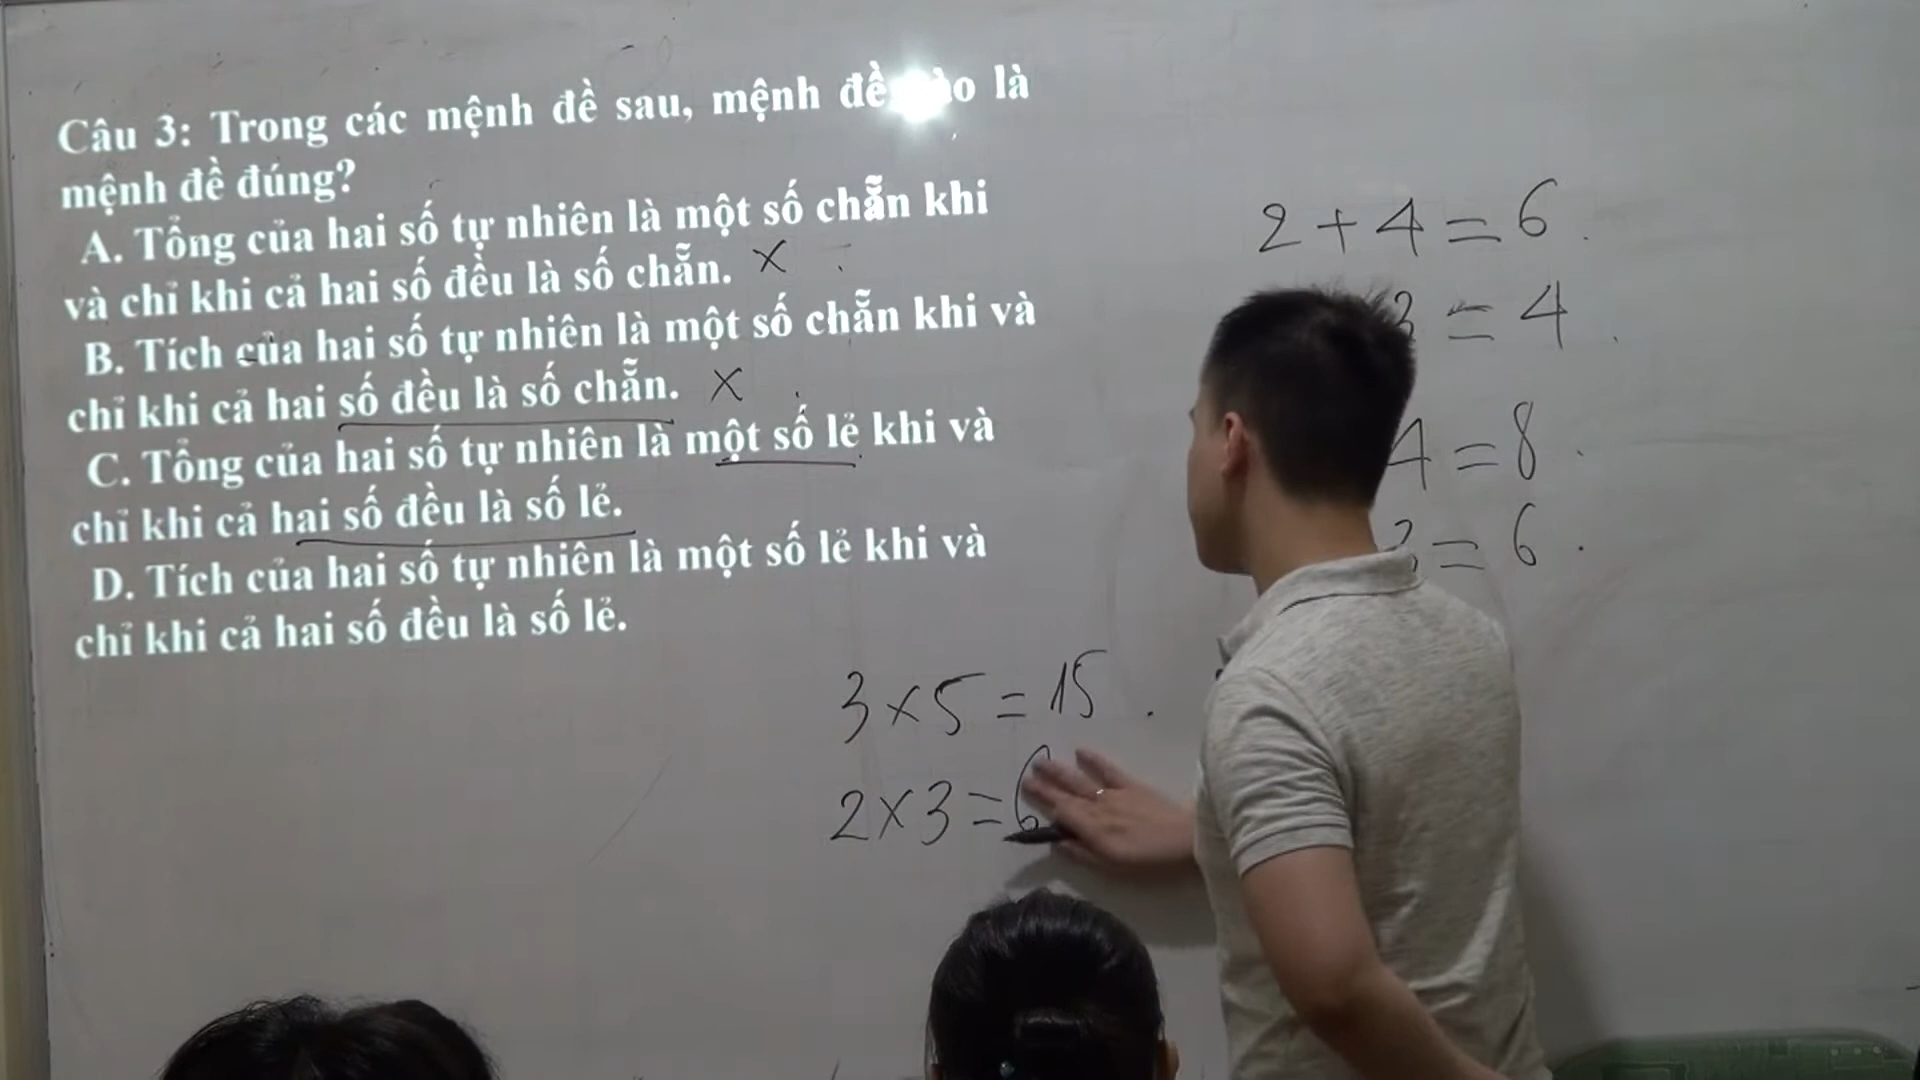 Câu 3: Trong các mệnh đề sau, mệnh đề là
mệnh đề đúng?
A. Tổng của hai số tự nhiên là một số chẵn khi
và chỉ khi cả hai số đều là số chẵn. X
B. Tích của hai số tự nhiên là một số chẵn khi và
chỉ khi cả hai số đều là số chẵn. X
C. Tổng của hai số tự nhiên là một số lẻ khi và
chỉ khi cả hai số đều là số lẻ.
D. Tích của hai số tự nhiên là một số lẻ khi và
chỉ khi cả hai số đều là số lẻ.
3 x 5 = 15
2 x 3 = 6
2 + 4 = 6
3 = 4
4 = 8
3 = 6